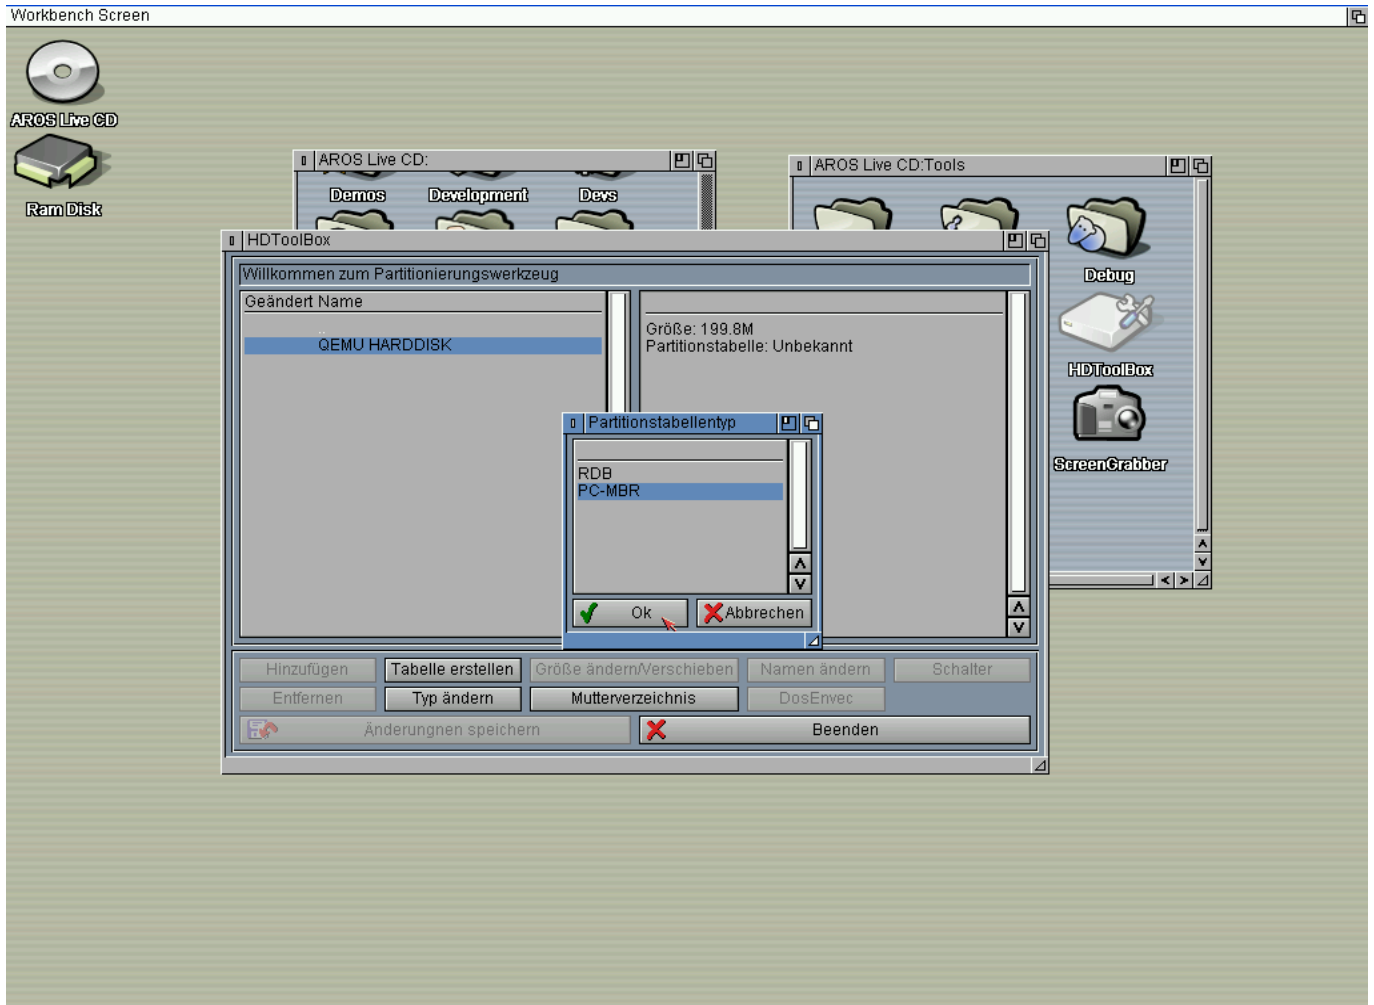 Workbench Screen
AROS Live CD
Ram Disk
AROS Live CD:
Demos
Development
Devs
AROS Live CD:Tools
Debug
HDToolBox
ScreenGrabber
HDToolBox
Willkommen zum Partitionierungswerkzeug
Geändert Name
..
QEMU HARDDISK
Größe: 199.8M
Partitionstabelle: Unbekannt
Partitionstabellentyp
RDB
PC-MBR
Ok
Abbrechen
Hinzufügen
Tabelle erstellen
Größe ändern/Verschieben
Namen ändern
Schalter
Entfernen
Typ ändern
Mutterverzeichnis
DosEnvec
Änderungnen speichern
Beenden